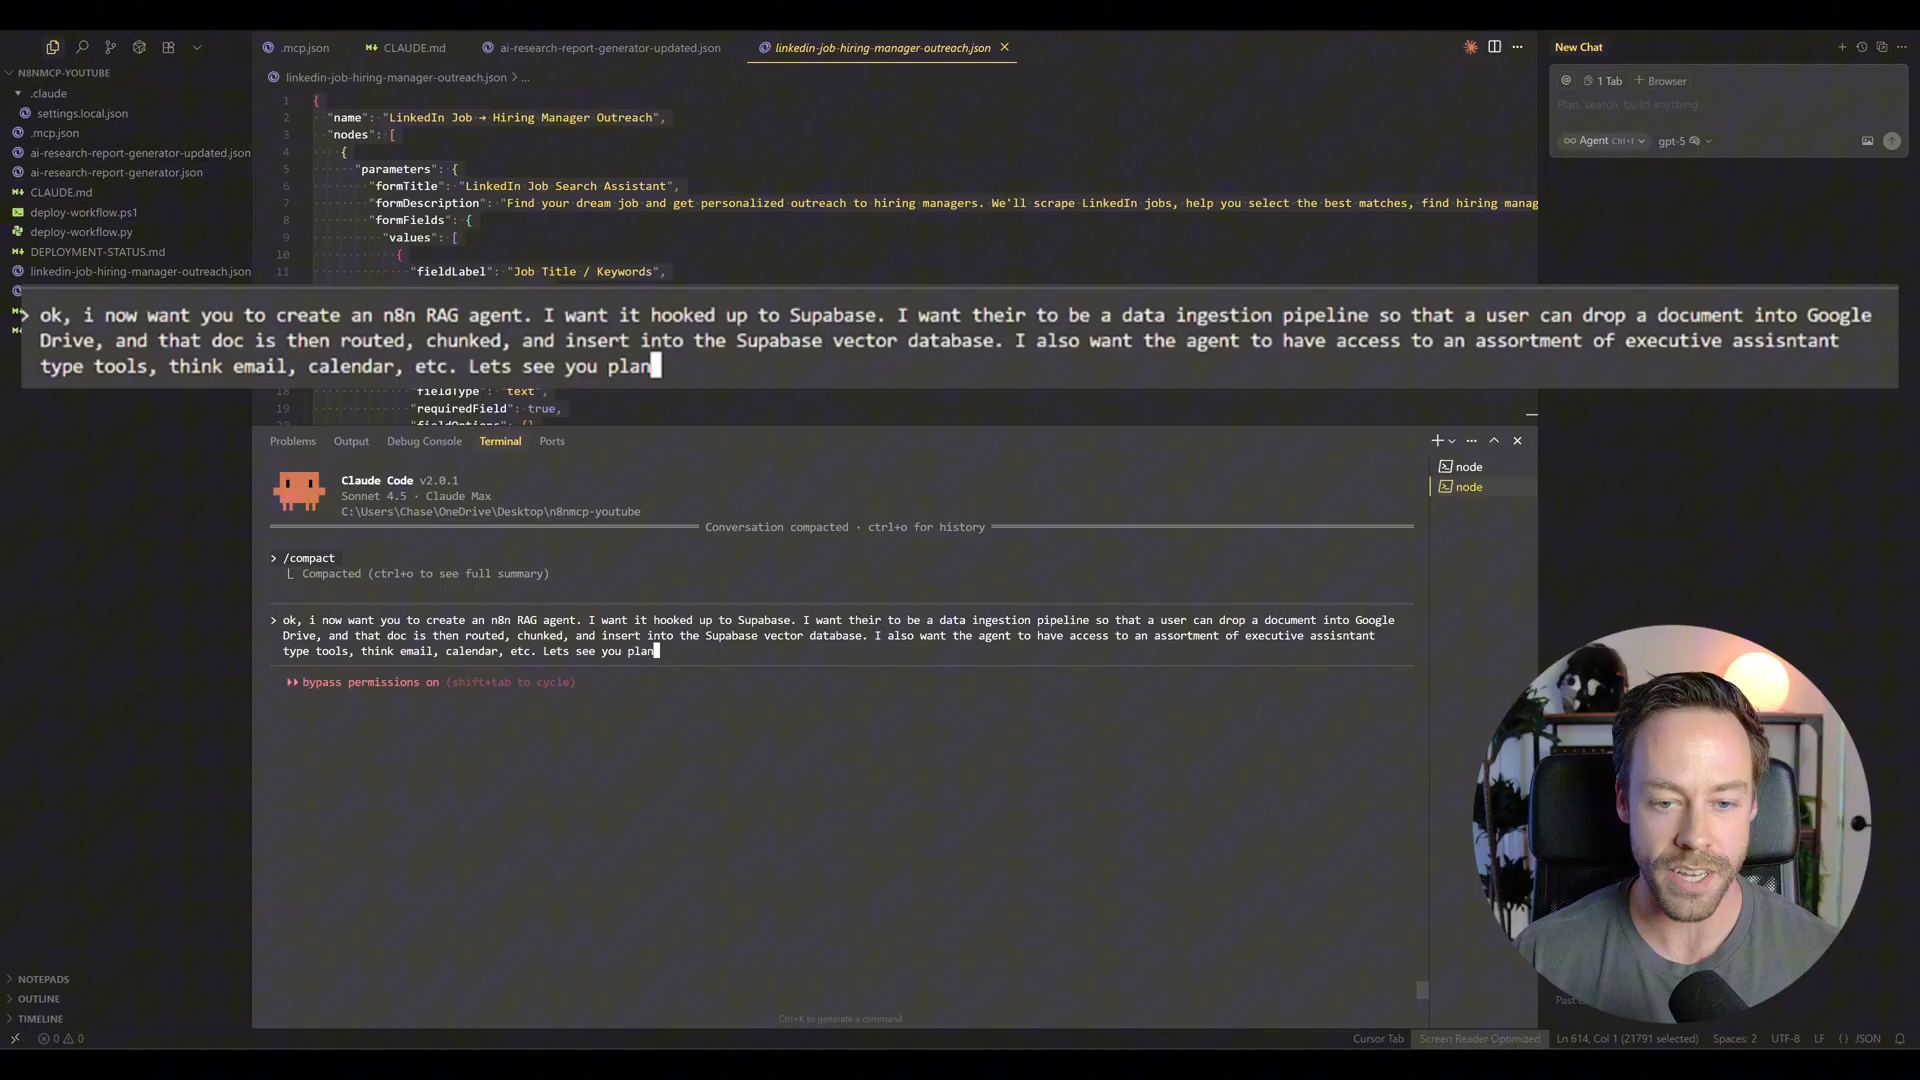 N8NMCP-YOUTUBE
.claude
settings.local.json
.mcp.json
ai-research-report-generator-updated.json
ai-research-report-generator.json
CLAUDE.md
deploy-workflow.ps1
deploy-workflow.py
DEPLOYMENT-STATUS.md
linkedin-job-hiring-manager-outreach.json
NOTEPADS
OUTLINE
TIMELINE
.mcp.json
CLAUDE.md
ai-research-report-generator-updated.json
linkedin-job-hiring-manager-outreach.json
linkedin-job-hiring-manager-outreach.json > ...
1 {
2 "name": "LinkedIn Job → Hiring Manager Outreach",
3 "nodes": [
4 {
5 "parameters": {
6 "formTitle": "LinkedIn Job Search Assistant",
7 "formDescription": "Find your dream job and get personalized outreach to hiring managers. We'll scrape LinkedIn jobs, help you select the best matches, find hiring manag
8 "formFields": {
9 "values": [
10 {
11 "fieldLabel": "Job Title / Keywords",
> ok, i now want you to create an n8n RAG agent. I want it hooked up to Supabase. I want their to be a data ingestion pipeline so that a user can drop a document into Google
Drive, and that doc is then routed, chunked, and insert into the Supabase vector database. I also want the agent to have access to an assortment of executive assisntant
type tools, think email, calendar, etc. Lets see you plan
18 "fieldType": "text",
19 "requiredField": true,
"fieldOptions": {}
Problems Output Debug Console Terminal Ports
Claude Code v2.0.1
Sonnet 4.5 · Claude Max
C:\Users\Chase\OneDrive\Desktop\n8nmcp-youtube
Conversation compacted · ctrl+o for history
> /compact
Compacted (ctrl+o to see full summary)
> ok, i now want you to create an n8n RAG agent. I want it hooked up to Supabase. I want their to be a data ingestion pipeline so that a user can drop a document into Google
Drive, and that doc is then routed, chunked, and insert into the Supabase vector database. I also want the agent to have access to an assortment of executive assisntant
type tools, think email, calendar, etc. Lets see you plan
bypass permissions on (shift+tab to cycle)
node
node
Ctrl+K to generate a command
New Chat
@ 1 Tab + Browser
Plan, search, build anything
Agent Ctrl+I gpt-5
Past
0 0
Cursor Tab Screen Reader Optimized Ln 614, Col 1 (21791 selected) Spaces: 2 UTF-8 LF { } JSON